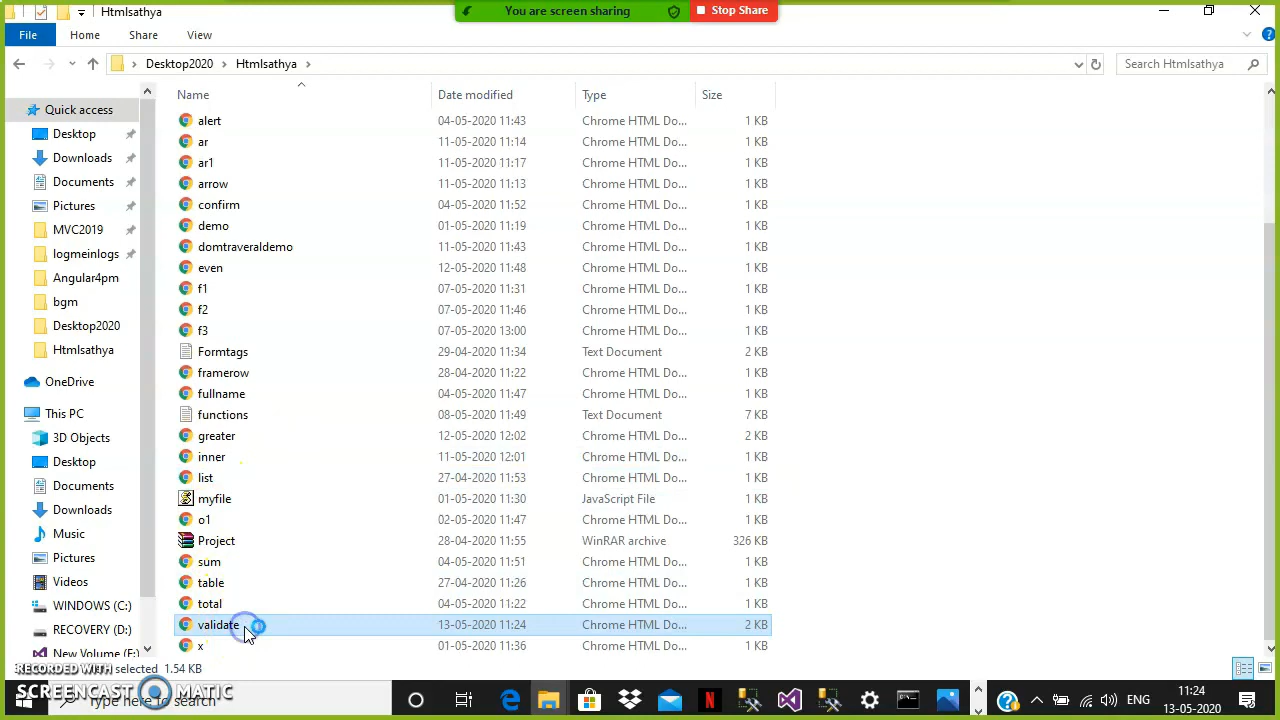 Htmlsathya
You are screen sharing
Stop Share
File Home Share View
Desktop2020 Htmlsathya
Search Htmlsathya
Name Date modified Type Size
Quick access
Desktop
Downloads
Documents
Pictures
MVC2019
logmeinlogs
Angular4pm
bgm
Desktop2020
Htmlsathya
OneDrive
This PC
3D Objects
Desktop
Documents
Downloads
Music
Pictures
Videos
WINDOWS (C:)
RECOVERY (D:)
New Volume (E:)
alert 04-05-2020 11:43 Chrome HTML Do... 1 KB
ar 11-05-2020 11:14 Chrome HTML Do... 1 KB
ar1 11-05-2020 11:17 Chrome HTML Do... 1 KB
arrow 11-05-2020 11:13 Chrome HTML Do... 1 KB
confirm 04-05-2020 11:52 Chrome HTML Do... 1 KB
demo 01-05-2020 11:19 Chrome HTML Do... 1 KB
domtraveraldemo 11-05-2020 11:43 Chrome HTML Do... 1 KB
even 12-05-2020 11:48 Chrome HTML Do... 1 KB
f1 07-05-2020 11:31 Chrome HTML Do... 1 KB
f2 07-05-2020 11:46 Chrome HTML Do... 1 KB
f3 07-05-2020 13:00 Chrome HTML Do... 1 KB
Formtags 29-04-2020 11:34 Text Document 2 KB
framerow 28-04-2020 11:22 Chrome HTML Do... 1 KB
fullname 04-05-2020 11:47 Chrome HTML Do... 1 KB
functions 08-05-2020 11:49 Text Document 7 KB
greater 12-05-2020 12:02 Chrome HTML Do... 2 KB
inner 11-05-2020 12:01 Chrome HTML Do... 1 KB
list 27-04-2020 11:53 Chrome HTML Do... 1 KB
myfile 01-05-2020 11:30 JavaScript File 1 KB
o1 02-05-2020 11:47 Chrome HTML Do... 1 KB
Project 28-04-2020 11:55 WinRAR archive 326 KB
sum 04-05-2020 11:51 Chrome HTML Do... 1 KB
table 27-04-2020 11:26 Chrome HTML Do... 1 KB
total 04-05-2020 11:22 Chrome HTML Do... 1 KB
validate 13-05-2020 11:24 Chrome HTML Do... 2 KB
x 01-05-2020 11:36 Chrome HTML Do... 1 KB
selected 1.54 KB
RECORDED WITH
SCREENCAST MATIC
Type here to search
ENG
11:24
13-05-2020